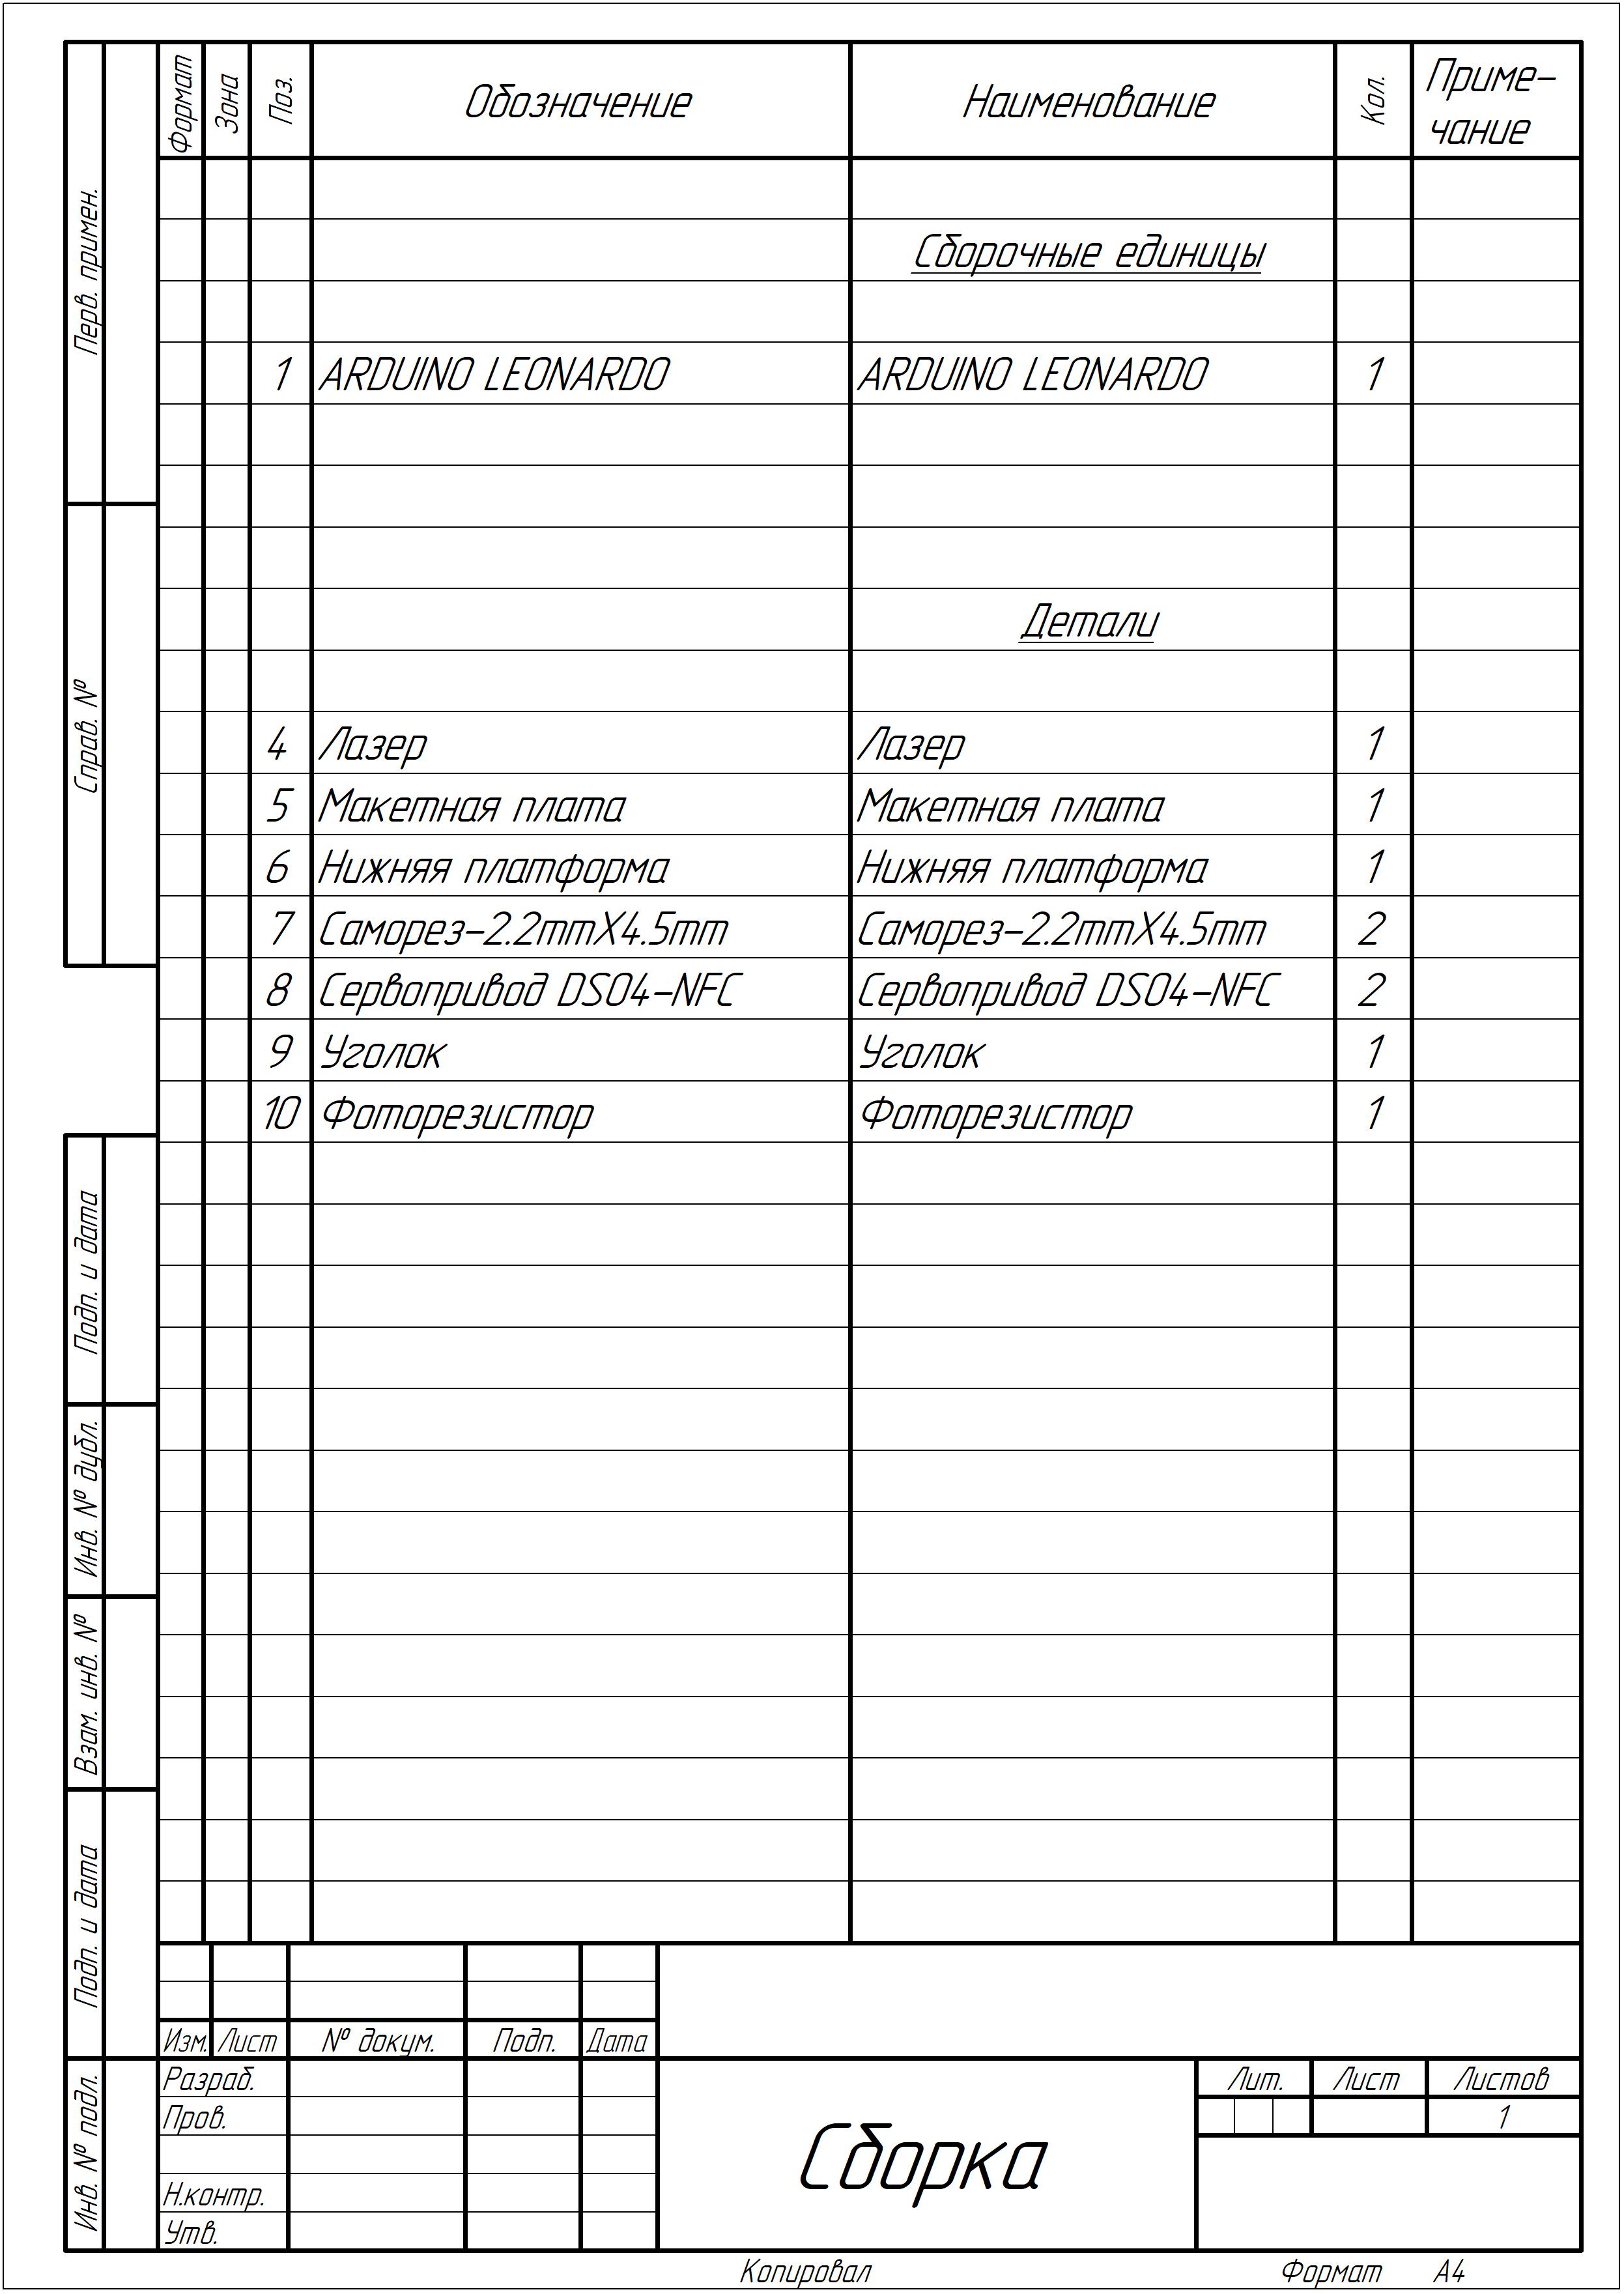 Формат Зона Поз. Обозначение Наименование Кол. Приме-
чание
Сборочные единицы
1 ARDUINO LEONARDO ARDUINO LEONARDO 1
Детали
4 Лазер Лазер 1
5 Макетная плата Макетная плата 1
6 Нижняя платформа Нижняя платформа 1
7 Саморез-2.2mmX4.5mm Саморез-2.2mmX4.5mm 2
8 Сервопривод DS04-NFC Сервопривод DS04-NFC 2
9 Уголок Уголок 1
10 Фоторезистор Фоторезистор 1
Перв. примен.
Справ. №
Подп. и дата
Инв. № дубл.
Взам. инв. №
Подп. и дата
Инв. № подл.
Изм. Лист № докум. Подп. Дата
Разраб.
Пров.
Н.контр.
Утв.
Сборка
Лит. Лист Листов
1
Копировал Формат А4